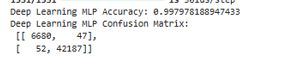 Deep Learning MLP Accuracy: 0.997978188947433
Deep Learning MLP Confusion Matrix:
[[ 6680, 47],
[ 52, 42187]]